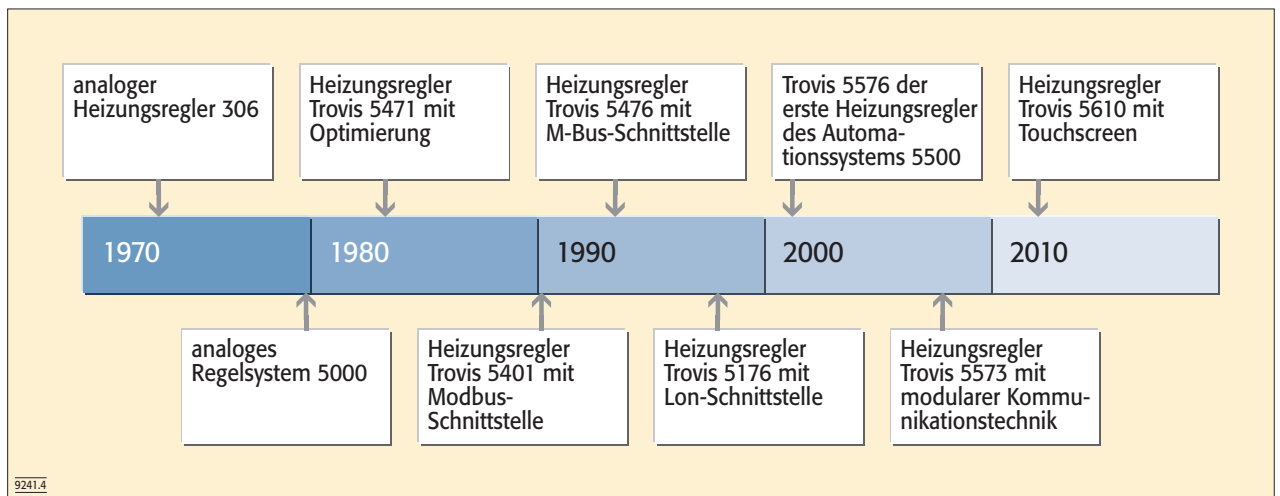 analoger
Heizungsregler 306
Heizungsregler
Trovis 5471 mit
Optimierung
Heizungsregler
Trovis 5476 mit
M-Bus-Schnittstelle
Trovis 5576 der
erste Heizungsregler
des Automa-
tionssystems 5500
Heizungsregler
Trovis 5610 mit
Touchscreen
1970
1980
1990
2000
2010
analoges
Regelsystem 5000
Heizungsregler
Trovis 5401 mit
Modbus-
Schnittstelle
Heizungsregler
Trovis 5176 mit
Lon-Schnittstelle
Heizungsregler
Trovis 5573 mit
modularer Kommu-
nikationstechnik
9241.4